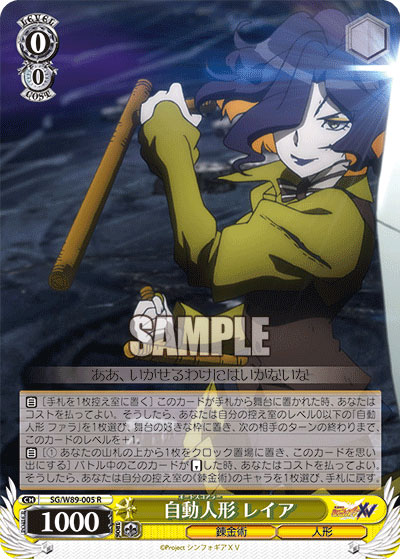 LEVEL
0
0
COST
SAMPLE
ああ、いかせるわけにはいかないな
自 [手札を1枚控え室に置く] このカードが手札から舞台に置かれた時、あなたは
コストを払ってよい。そうしたら、あなたは自分の控え室のレベル0以下の「自動
人形 ファラ」を1枚選び、舞台の好きな枠に置き、次の相手のターンの終わりまで、
このカードのレベルを+1。
自 [① あなたの山札の上から1枚をクロック置場に置き、このカードを思い
出にする] バトル中のこのカードが【リバース】した時、あなたはコストを払って
よい。そうしたら、あなたは自分の控え室の《錬金術》のキャラを1枚選び、手札に戻す。
CH
SG/W89-005 R
1000
オートスコアラー
自動人形 レイア
XV
錬金術
人形
©Project シンフォギアXV